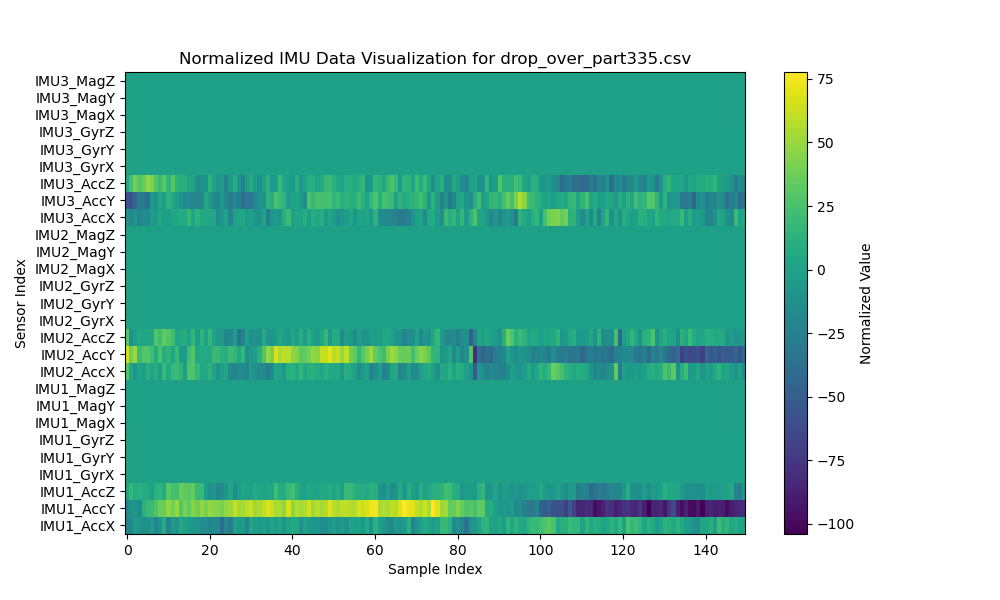 Normalized IMU Data Visualization for drop_over_part335.csv
IMU3_MagZ
IMU3_MagY
IMU3_MagX
IMU3_GyrZ
IMU3_GyrY
IMU3_GyrX
IMU3_AccZ
IMU3_AccY
IMU3_AccX
IMU2_MagZ
IMU2_MagY
IMU2_MagX
IMU2_GyrZ
IMU2_GyrY
IMU2_GyrX
IMU2_AccZ
IMU2_AccY
IMU2_AccX
IMU1_MagZ
IMU1_MagY
IMU1_MagX
IMU1_GyrZ
IMU1_GyrY
IMU1_GyrX
IMU1_AccZ
IMU1_AccY
IMU1_AccX
Sensor Index
0 20 40 60 80 100 120 140
Sample Index
75
50
25
0
−25
−50
−75
−100
Normalized Value